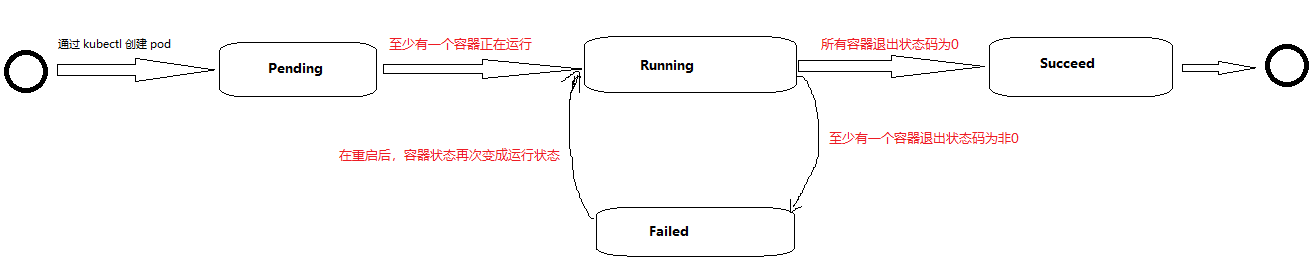 通过 kubectl 创建 pod
至少有一个容器正在运行
所有容器退出状态码为0
Pending
Running
Succeed
至少有一个容器退出状态码为非0
在重启后，容器状态再次变成运行状态
Failed